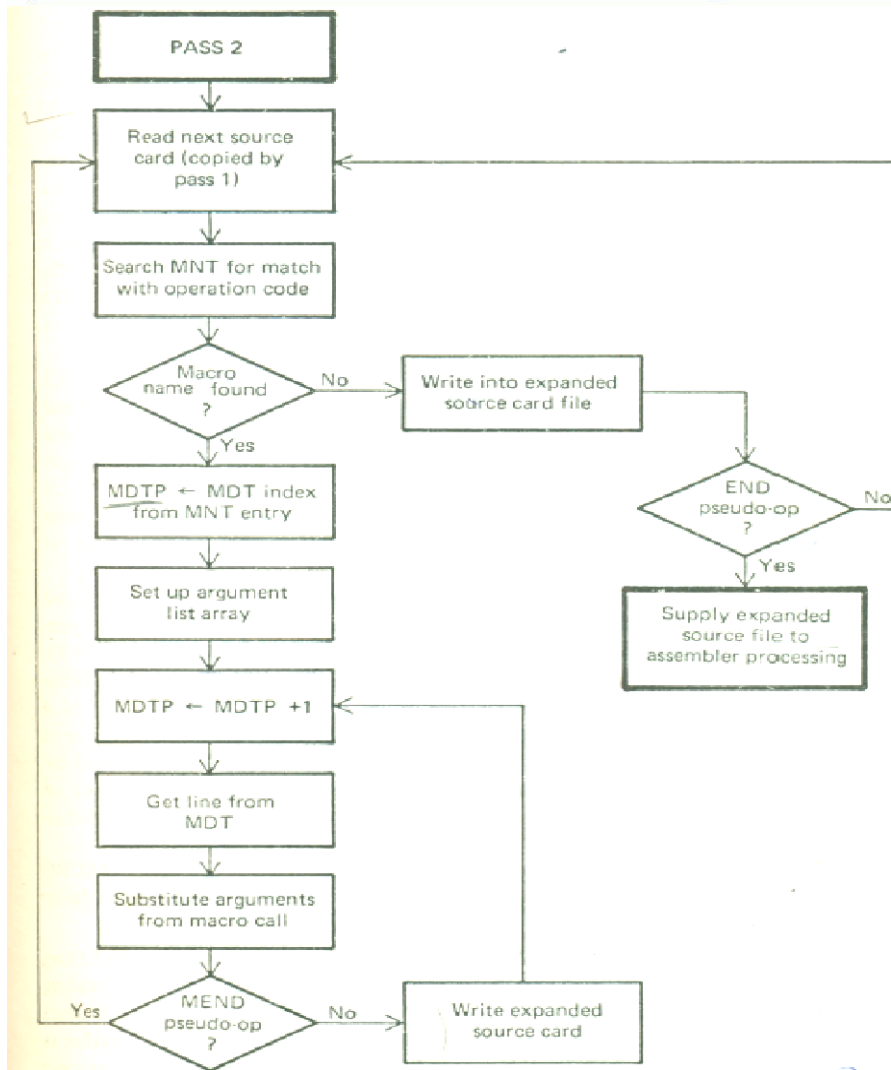 PASS 2
Read next source
card (copied by
pass 1)
Search MNT for match
with operation code
Macro
name found
?
No
Yes
Write into expanded
source card file
END
pseudo-op
?
No
Yes
Supply expanded
source file to
assembler processing
MDTP ← MDT index
from MNT entry
Set up argument
list array
MDTP ← MDTP +1
Get line from
MDT
Substitute arguments
from macro call
MEND
pseudo-op
?
Yes
No
Write expanded
source card